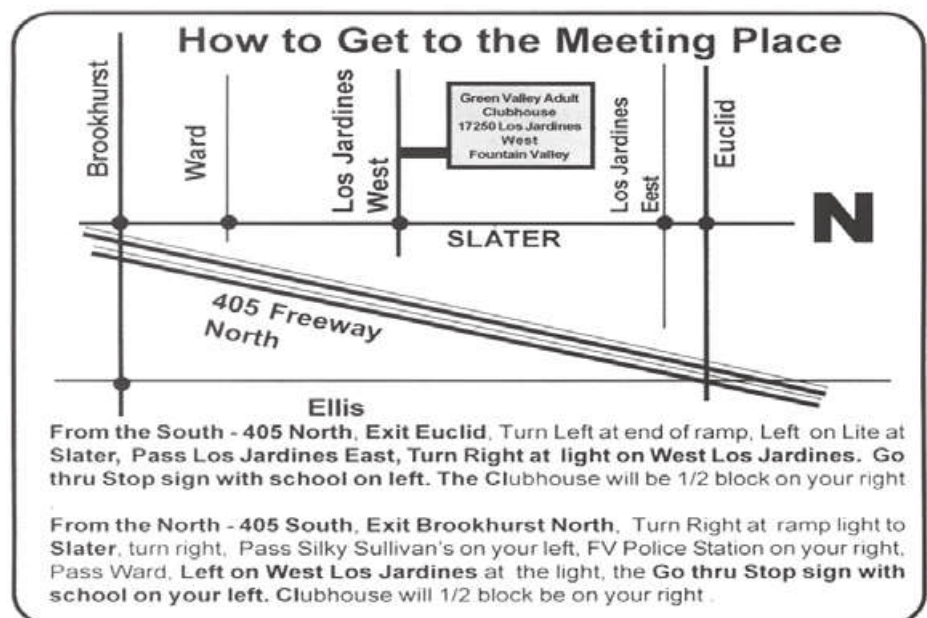 How to Get to the Meeting Place
Brookhurst
Ward
Los Jardines
West
Green Valley Adult
Clubhouse
17250 Los Jardines
West
Fountain Valley
Los Jardines
Eest
Euclid
N
SLATER
405 Freeway
North
Ellis
From the South - 405 North, Exit Euclid, Turn Left at end of ramp, Left on Lite at
Slater, Pass Los Jardines East, Turn Right at light on West Los Jardines. Go
thru Stop sign with school on left. The Clubhouse will be 1/2 block on your right
.
From the North - 405 South, Exit Brookhurst North, Turn Right at ramp light to
Slater, turn right, Pass Silky Sullivan's on your left, FV Police Station on your right,
Pass Ward, Left on West Los Jardines at the light, the Go thru Stop sign with
school on your left. Clubhouse will 1/2 block be on your right .